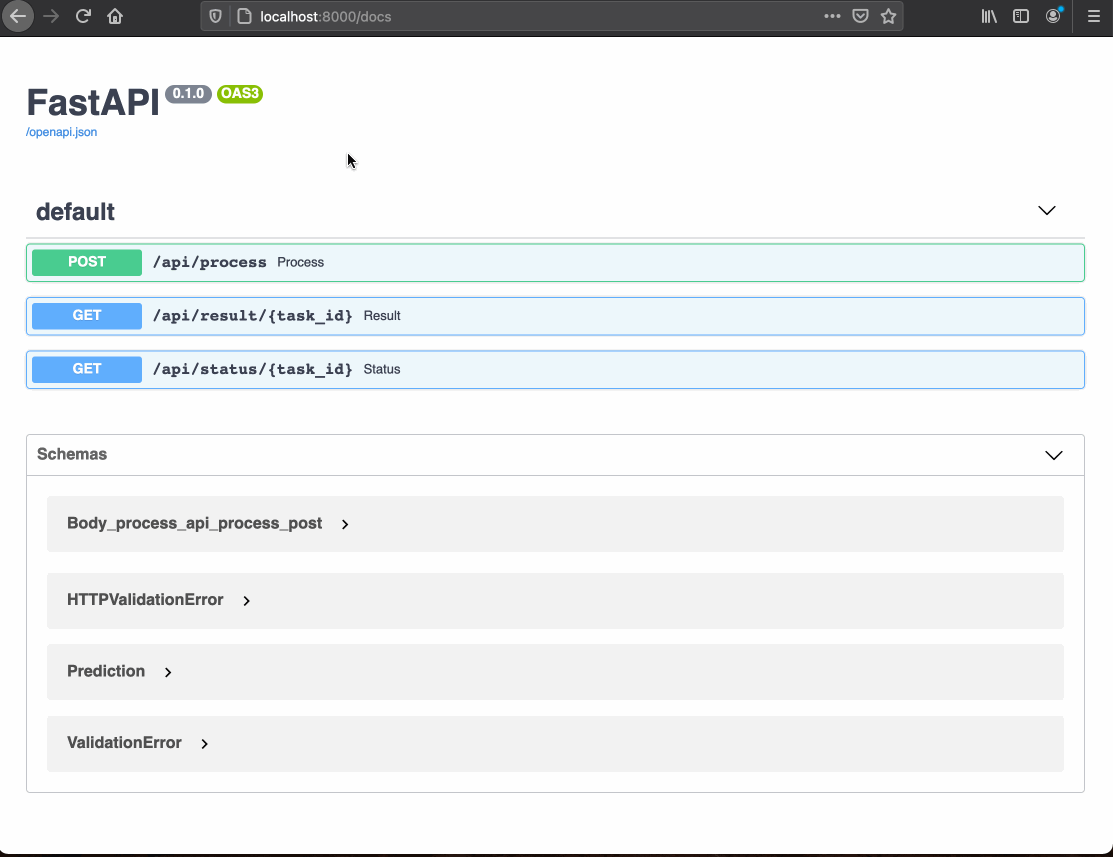 localhost:8000/docs
FastAPI 0.1.0 OAS3
/openapi.json
default
POST /api/process Process
GET /api/result/{task_id} Result
GET /api/status/{task_id} Status
Schemas
Body_process_api_process_post
HTTPValidationError
Prediction
ValidationError